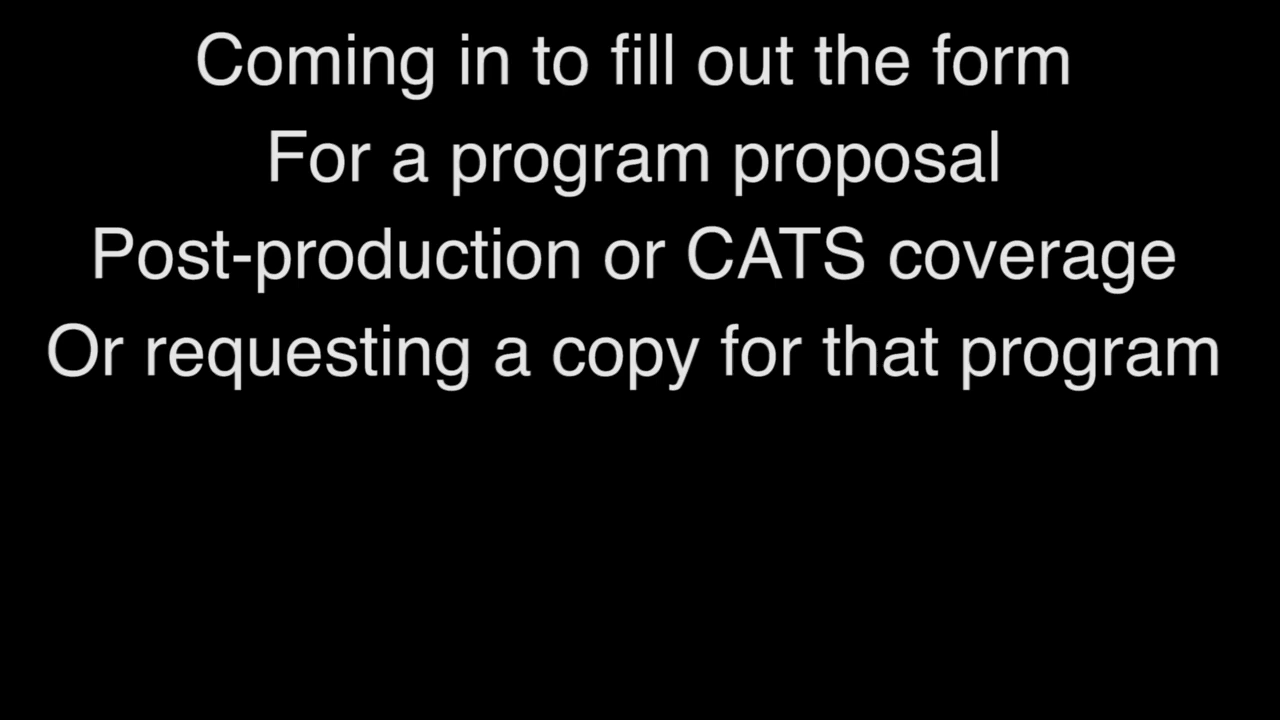 Coming in to fill out the form
For a program proposal
Post-production or CATS coverage
Or requesting a copy for that program